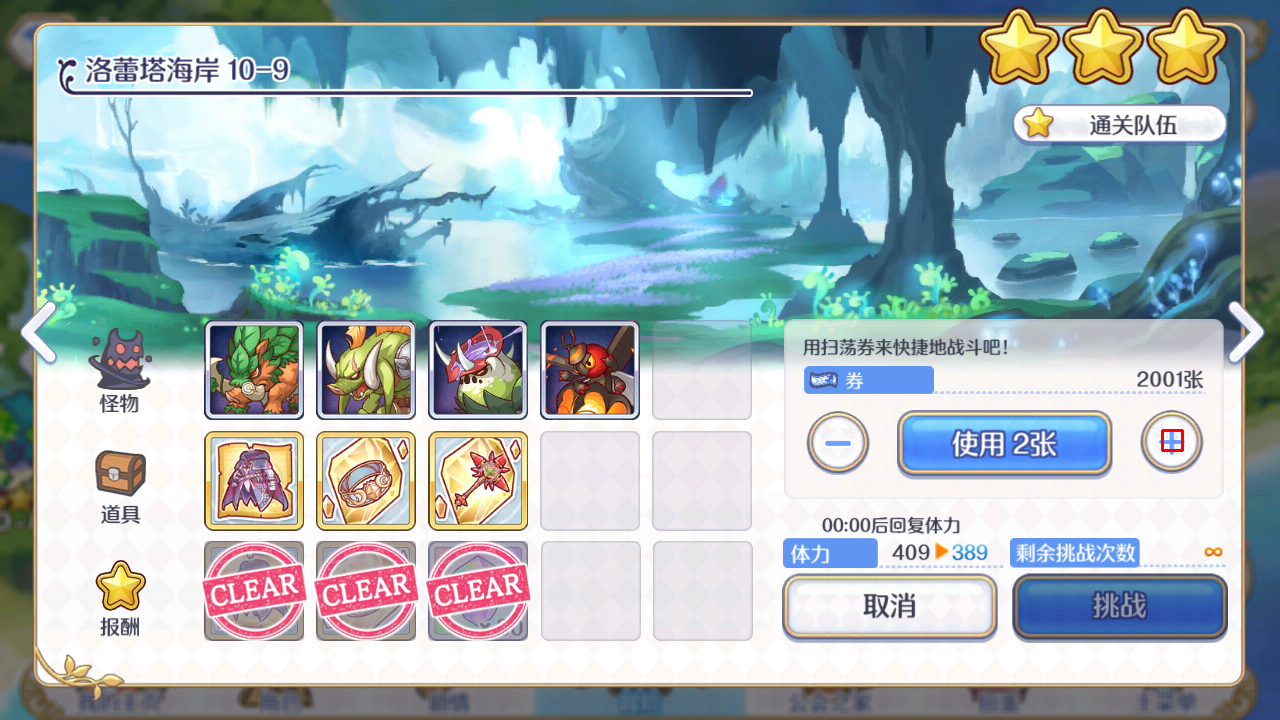 洛蕾塔海岸 10-9
通关队伍
怪物
用扫荡券来快捷地战斗吧!
券
2001张
使用 2张
道具
00:00后回复体力
体力
409▶389
剩余挑战次数
∞
报酬
CLEAR
CLEAR
CLEAR
取消
挑战